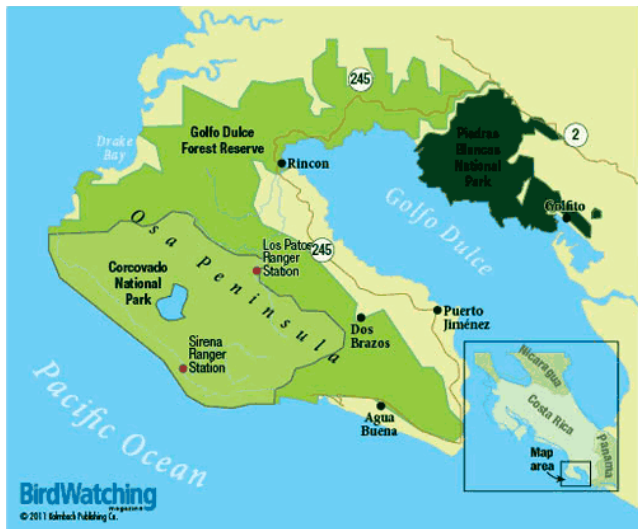 245
Drake
Bay
Golfo Dulce
Forest Reserve
Rincon
Piedras
Blancas
National
Park
2
Golfito
Golfo Dulce
Osa Peninsula
Los Patos
Ranger
Station
245
Corcovado
National
Park
Puerto
Jiménez
Dos
Brazos
Sirena
Ranger
Station
Agua
Buena
Pacific Ocean
Nicaragua
Costa Rica
Panama
Map
area
BirdWatching
magazine
© 2011 Kalmbach Publishing Co.